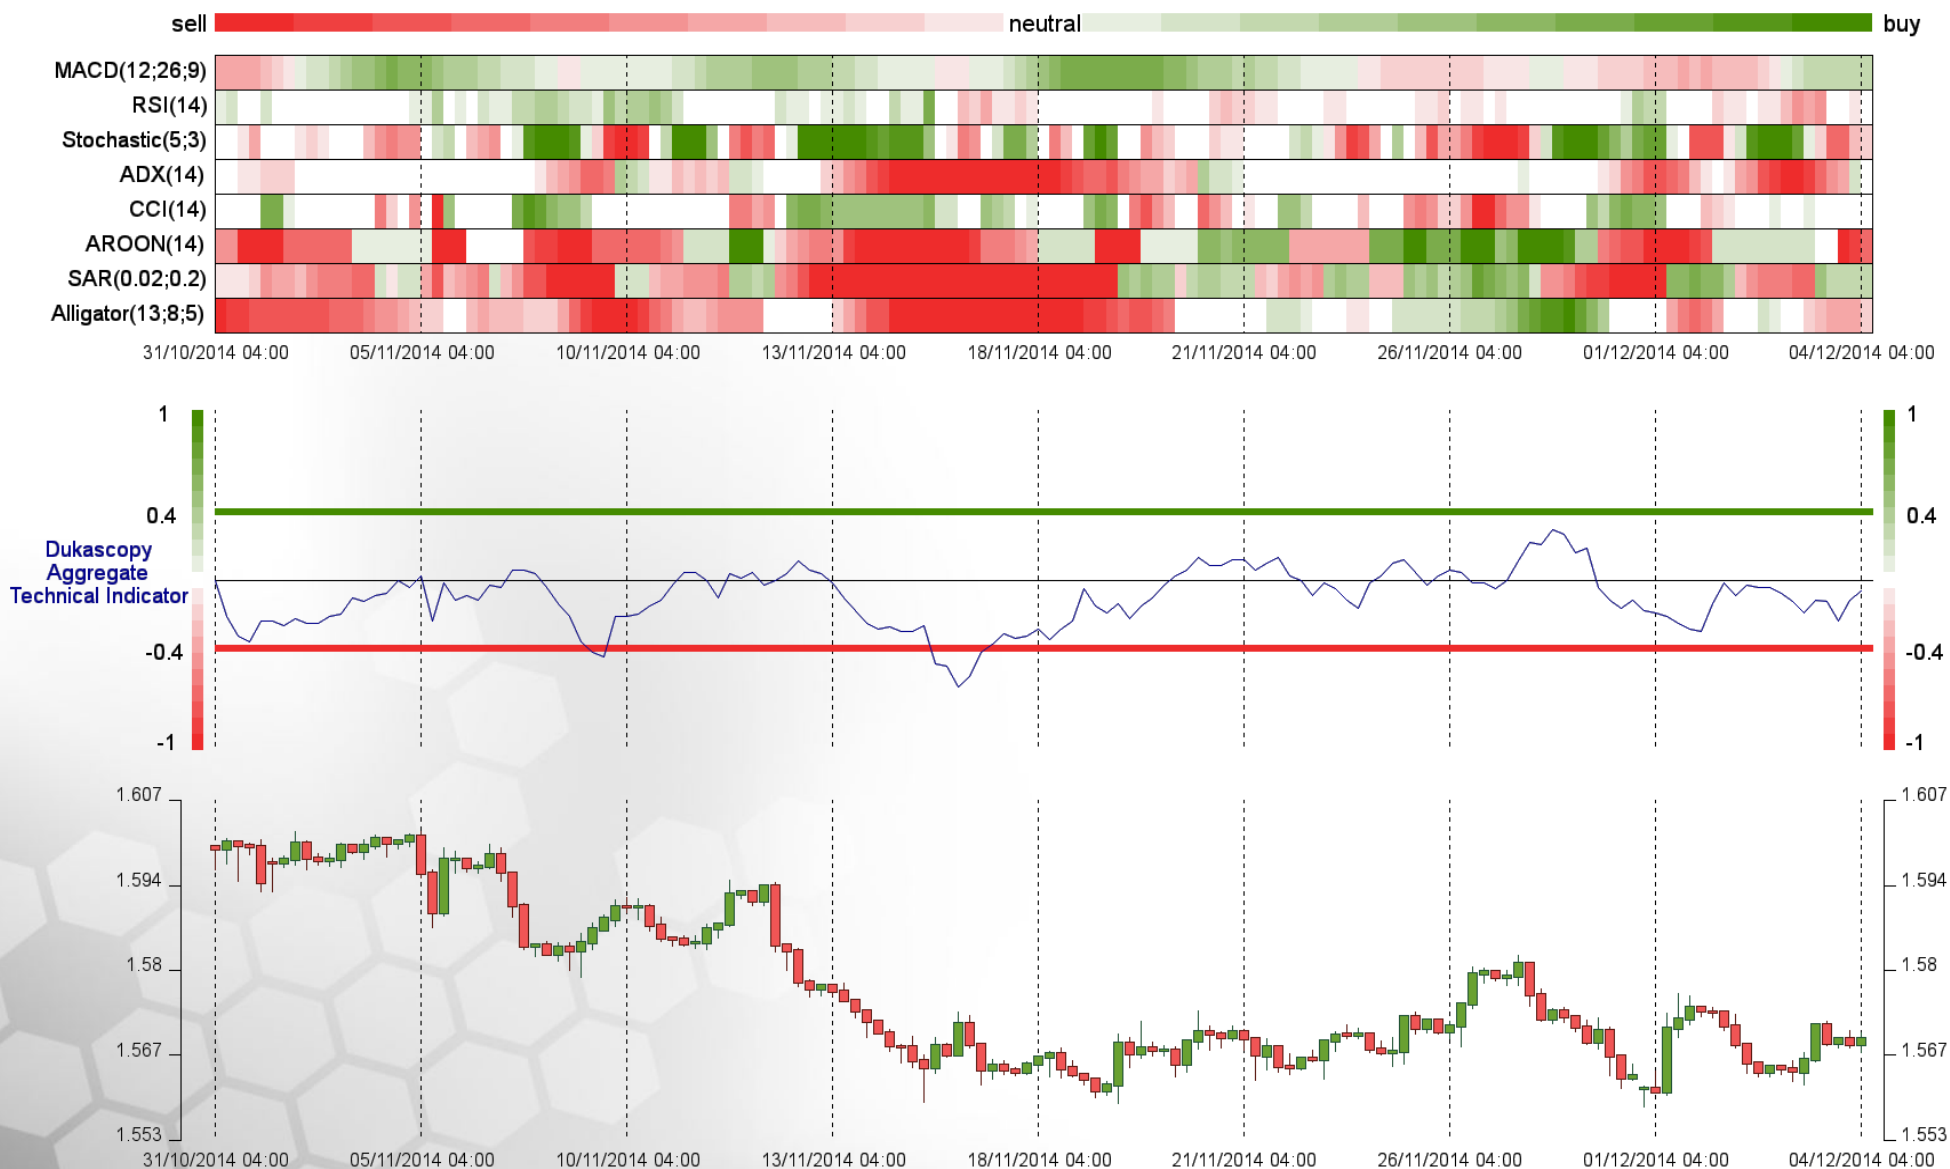 sell neutral buy
MACD(12;26;9)
RSI(14)
Stochastic(5;3)
ADX(14)
CCI(14)
AROON(14)
SAR(0.02;0.2)
Alligator(13;8;5)
31/10/2014 04:00 05/11/2014 04:00 10/11/2014 04:00 13/11/2014 04:00 18/11/2014 04:00 21/11/2014 04:00 26/11/2014 04:00 01/12/2014 04:00 04/12/2014 04:00
1 1
0.4 0.4
Dukascopy
Aggregate
Technical Indicator
-0.4 -0.4
-1 -1
1.607 1.607
1.594 1.594
1.58 1.58
1.567 1.567
1.553 1.553
31/10/2014 04:00 05/11/2014 04:00 10/11/2014 04:00 13/11/2014 04:00 18/11/2014 04:00 21/11/2014 04:00 26/11/2014 04:00 01/12/2014 04:00 04/12/2014 04:00